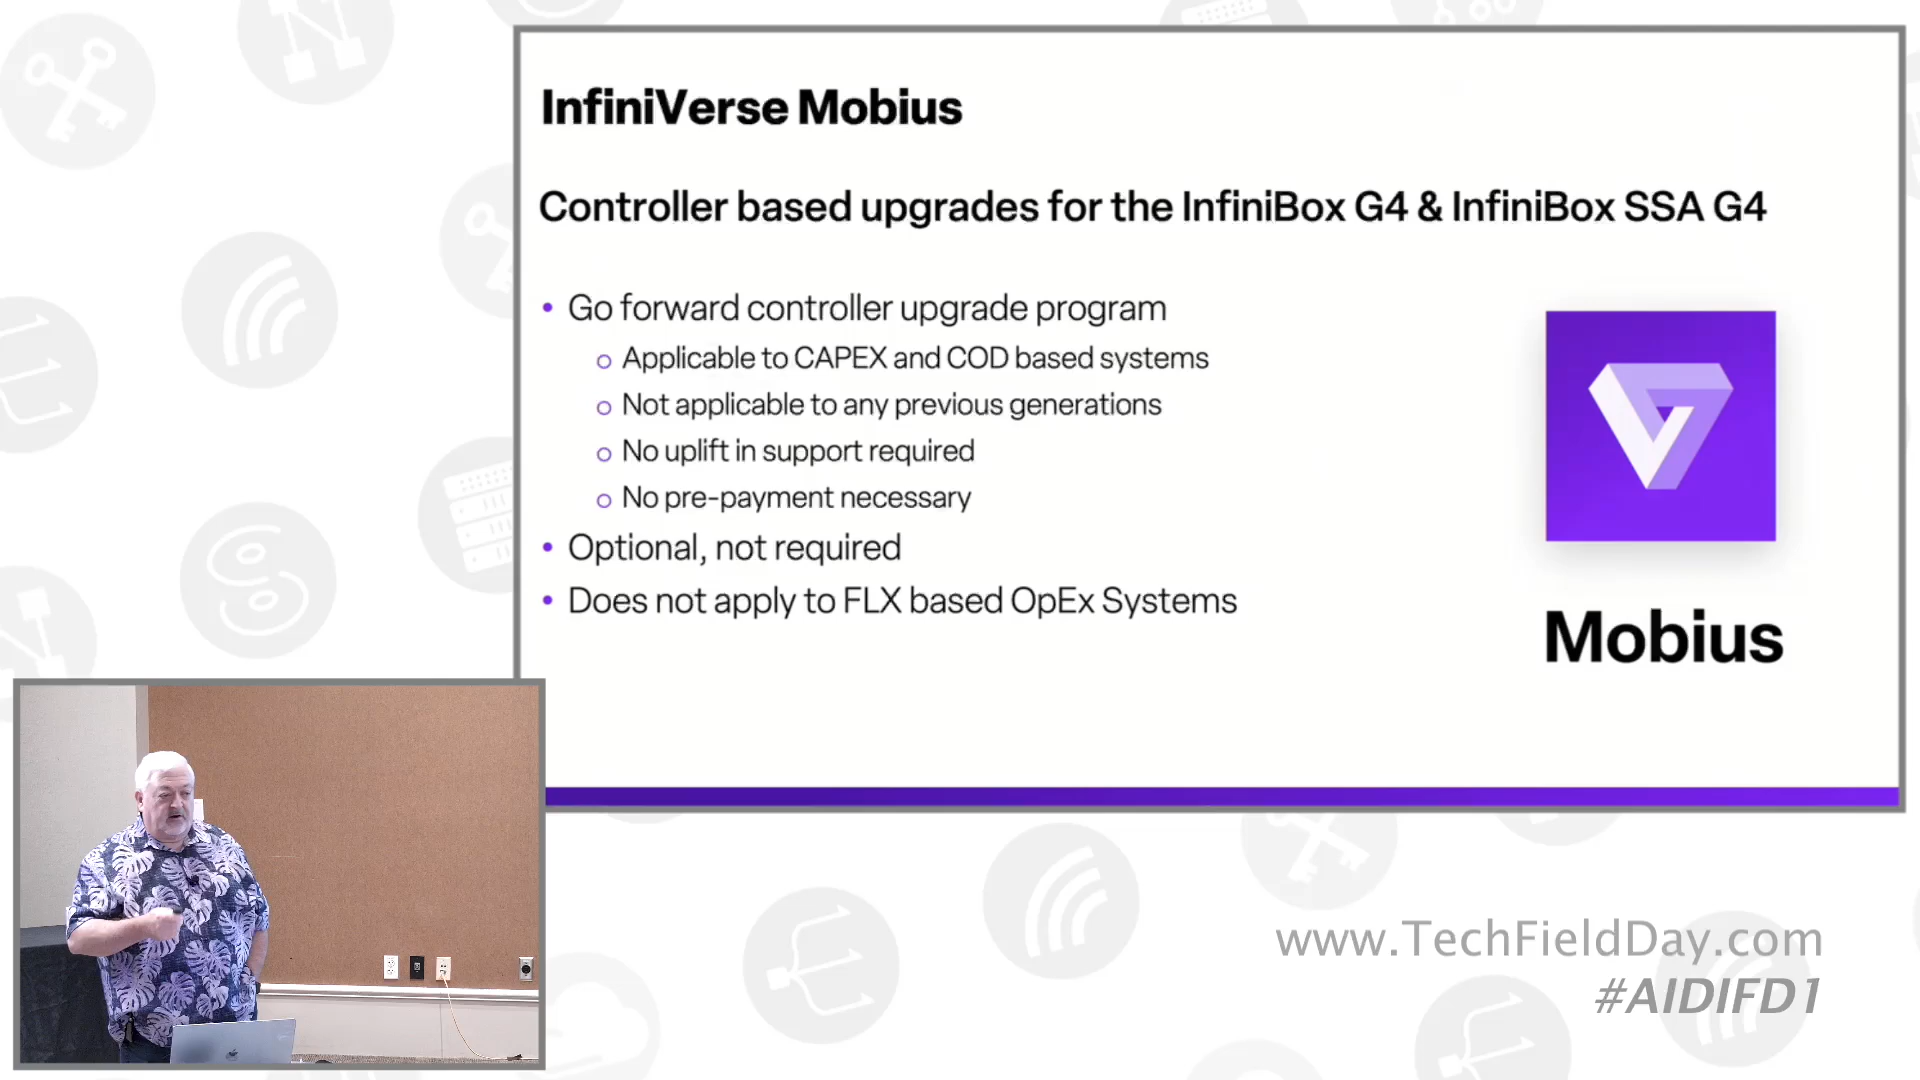 InfiniVerse Mobius
Controller based upgrades for the InfiniBox G4 & InfiniBox SSA G4
• Go forward controller upgrade program
o Applicable to CAPEX and COD based systems
o Not applicable to any previous generations
o No uplift in support required
o No pre-payment necessary
• Optional, not required
• Does not apply to FLX based OpEx Systems
Mobius
www.TechFieldDay.com
#AIDIFD1